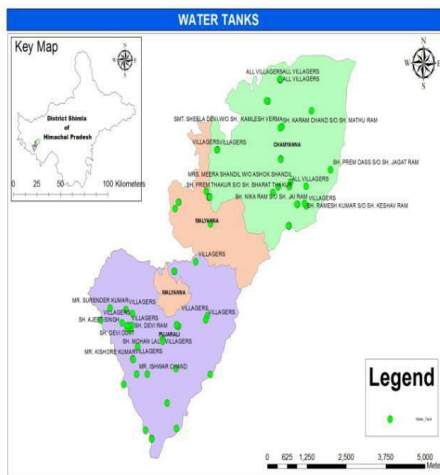 WATER TANKS
Key Map
District Shimla
of
Himachal Pradesh
0 25 50 100 Kilometers
ALL VILLAGERS ALL VILLAGERS
ALL VILLAGERS
SMT. SHEELA DEVI W/O SH. KAMLESH VERMA
SH. KARAM CHAND S/O SH. MATHU RAM
VILLAGERS VILLAGERS
CHAMYANNA
SH. PREM DASS S/O SH. JAGAT RAM
MRS. MEERA SHANDIL W/O ASHOK SHANDIL
ALL VILLAGERS
SH. PREM THAKUR S/O SH. BHARAT THAKUR
SH. NIKA RAM S/O SH. JAI RAM
VILLAGERS
SH. RAMESH KUMAR S/O SH. KESHAV RAM
MALYANNA
VILLAGERS
MALYANNA
MR. SURENDER KUMAR VILLAGERS
VILLAGERS
VILLAGERS
VILLAGERS
SH. AJEET SINGH
VILLAGERS
SH. DEVI RAM
SH. DEVI DUTT
PUJARALI
SH. MOHAN LAL VILLAGERS
MR. KISHORE KUMAR VILLAGERS
MR. ISHWAR CHAND
Legend
Water_Tank
0 625 1,250 2,500 3,750 5,000
Meters